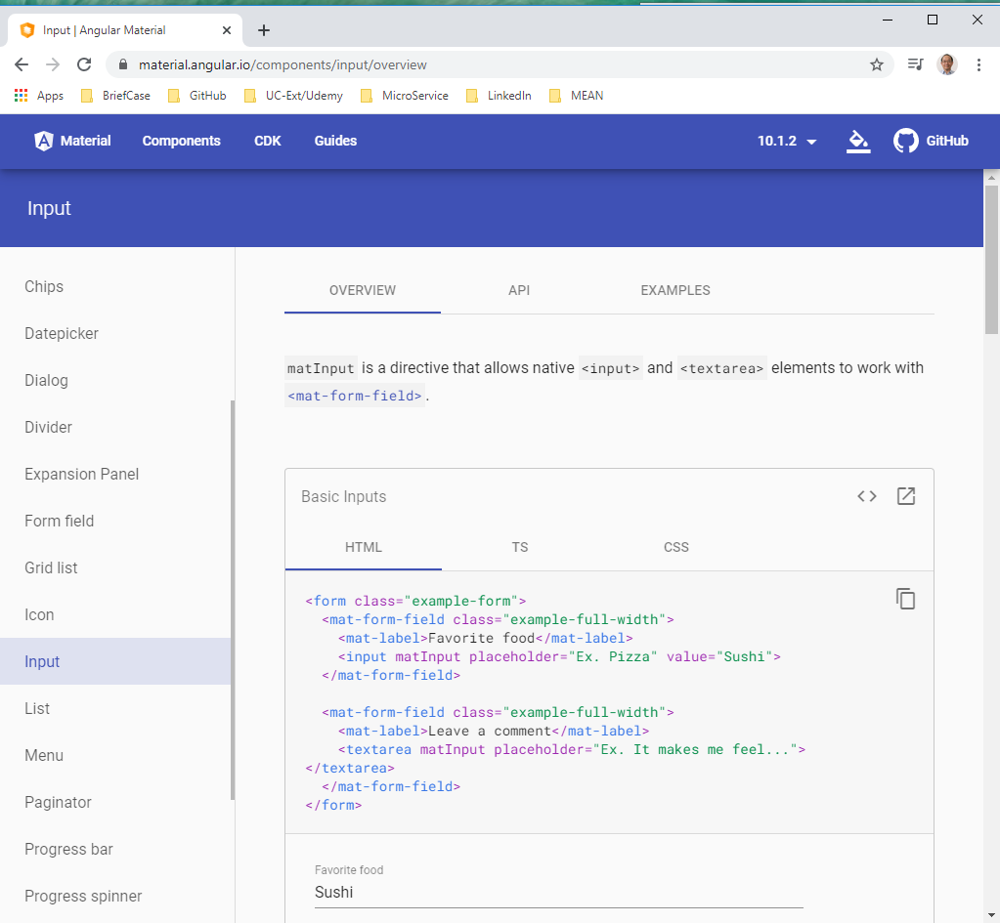 Input | Angular Material
material.angular.io/components/input/overview
Apps BriefCase GitHub UC-Ext/Udemy MicroService LinkedIn MEAN
Material Components CDK Guides 10.1.2 GitHub
Input
Chips
Datepicker
Dialog
Divider
Expansion Panel
Form field
Grid list
Icon
Input
List
Menu
Paginator
Progress bar
Progress spinner
OVERVIEW API EXAMPLES
matInput is a directive that allows native <input> and <textarea> elements to work with
<mat-form-field>.
Basic Inputs
HTML TS CSS
<form class="example-form">
  <mat-form-field class="example-full-width">
    <mat-label>Favorite food</mat-label>
    <input matInput placeholder="Ex. Pizza" value="Sushi">
  </mat-form-field>

  <mat-form-field class="example-full-width">
    <mat-label>Leave a comment</mat-label>
    <textarea matInput placeholder="Ex. It makes me feel...">
</textarea>
  </mat-form-field>
</form>
Favorite food
Sushi